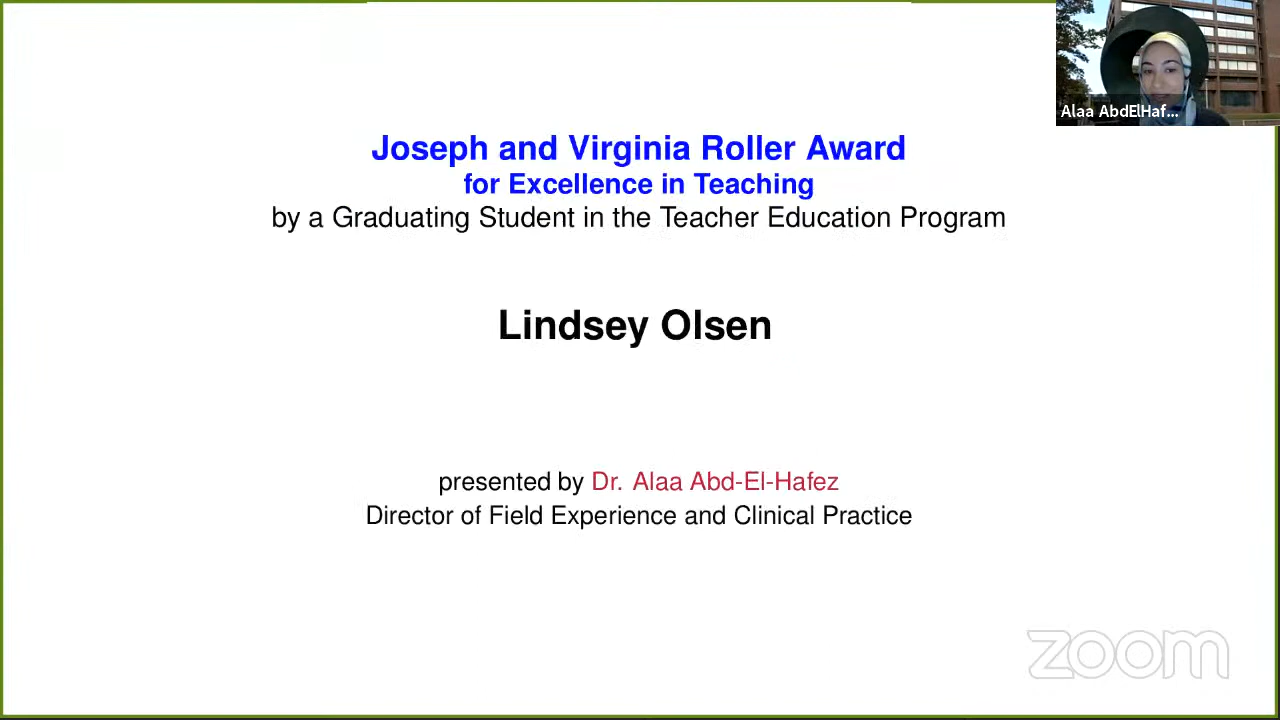 Alaa AbdElHaf...
Joseph and Virginia Roller Award
for Excellence in Teaching
by a Graduating Student in the Teacher Education Program
Lindsey Olsen
presented by Dr. Alaa Abd-El-Hafez
Director of Field Experience and Clinical Practice
zoom